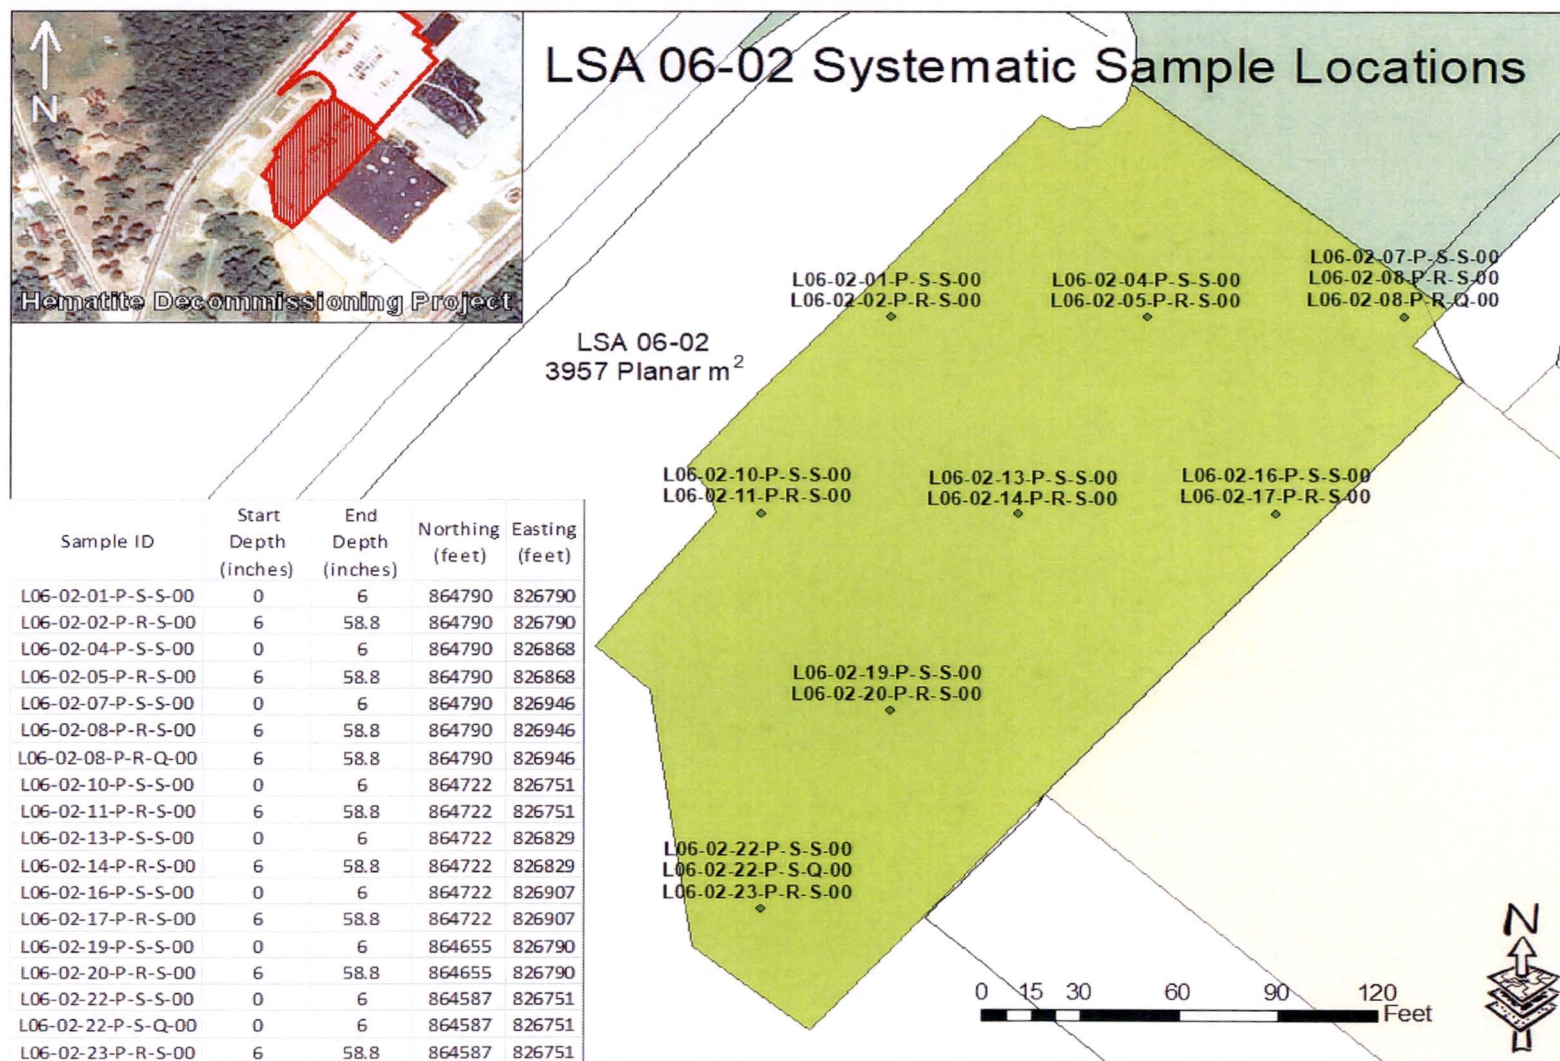 N
Hematite Decommissioning Project
LSA 06-02 Systematic Sample Locations
LSA 06-02
3957 Planar m²
L06-02-01-P-S-S-00
L06-02-02-P-R-S-00
L06-02-04-P-S-S-00
L06-02-05-P-R-S-00
L06-02-07-P-S-S-00
L06-02-08-P-R-S-00
L06-02-08-P-R-Q-00
L06-02-10-P-S-S-00
L06-02-11-P-R-S-00
L06-02-13-P-S-S-00
L06-02-14-P-R-S-00
L06-02-16-P-S-S-00
L06-02-17-P-R-S-00
L06-02-19-P-S-S-00
L06-02-20-P-R-S-00
L06-02-22-P-S-S-00
L06-02-22-P-S-Q-00
L06-02-23-P-R-S-00
Sample ID Start Depth (inches) End Depth (inches) Northing (feet) Easting (feet)
L06-02-01-P-S-S-00 0 6 864790 826790
L06-02-02-P-R-S-00 6 58.8 864790 826790
L06-02-04-P-S-S-00 0 6 864790 826868
L06-02-05-P-R-S-00 6 58.8 864790 826868
L06-02-07-P-S-S-00 0 6 864790 826946
L06-02-08-P-R-S-00 6 58.8 864790 826946
L06-02-08-P-R-Q-00 6 58.8 864790 826946
L06-02-10-P-S-S-00 0 6 864722 826751
L06-02-11-P-R-S-00 6 58.8 864722 826751
L06-02-13-P-S-S-00 0 6 864722 826829
L06-02-14-P-R-S-00 6 58.8 864722 826829
L06-02-16-P-S-S-00 0 6 864722 826907
L06-02-17-P-R-S-00 6 58.8 864722 826907
L06-02-19-P-S-S-00 0 6 864655 826790
L06-02-20-P-R-S-00 6 58.8 864655 826790
L06-02-22-P-S-S-00 0 6 864587 826751
L06-02-22-P-S-Q-00 0 6 864587 826751
L06-02-23-P-R-S-00 6 58.8 864587 826751
0 15 30 60 90 120
Feet
N